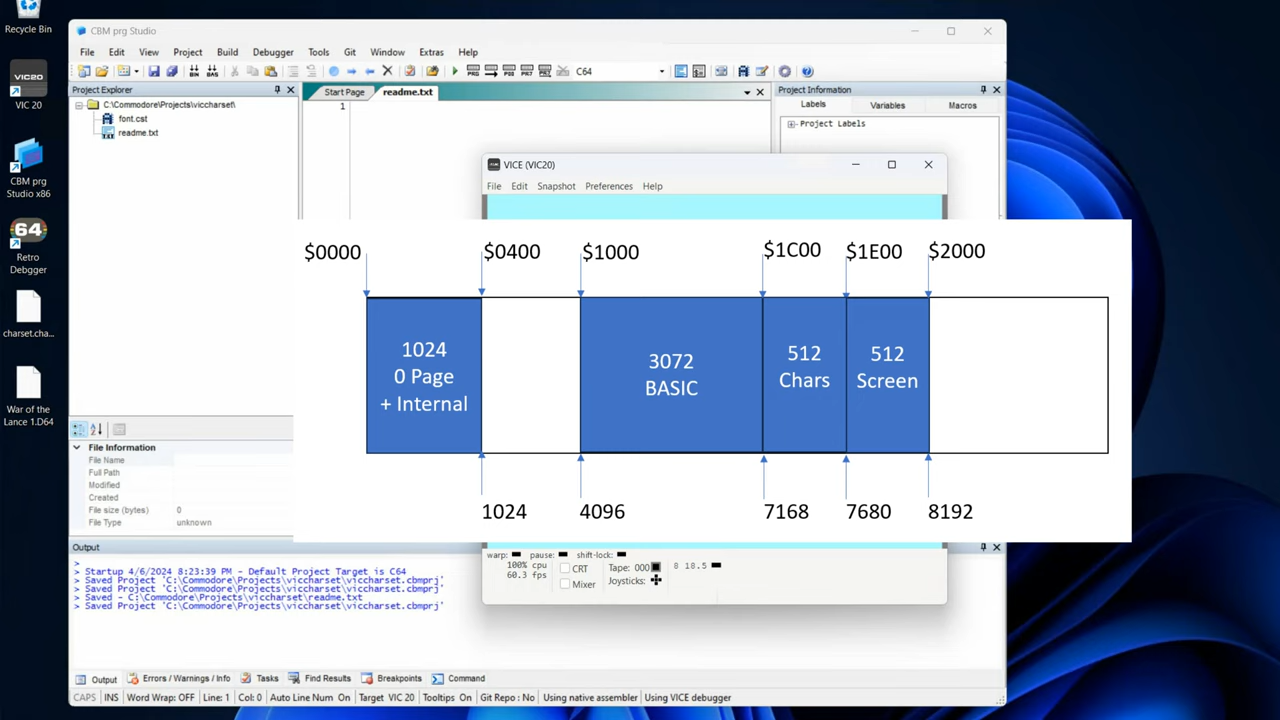 Recycle Bin
VIC20
VIC 20
CBM prg
Studio x86
64
Retro
Debgger
charset.cha...
War of the
Lance 1.D64
CBM prg Studio
File Edit View Project Build Debugger Tools Git Window Extras Help
BIN BAS PRG PRT PRT C64
Project Explorer
C:\Commodore\Projects\viccharset\
font.cst
readme.txt
Start Page readme.txt
1
Project Information
Labels Variables Macros
Project Labels
VICE (VIC20)
File Edit Snapshot Preferences Help
$0000 $0400 $1000 $1C00 $1E00 $2000
1024
0 Page
+ Internal
3072
BASIC
512
Chars
512
Screen
1024 4096 7168 7680 8192
File Information
File Name
Full Path
Modified
Created
File size (bytes) 0
File Type unknown
warp: pause: shift-lock:
100% cpu
60.3 fps
CRT
Mixer
Tape: 000
Joysticks:
8 18.5
Output
>
> Startup 4/6/2024 8:23:39 PM - Default Project Target is C64
> Saved Project 'C:\Commodore\Projects\viccharset\viccharset.cbmprj'
> Saved Project 'C:\Commodore\Projects\viccharset\viccharset.cbmprj'
> Saved - C:\Commodore\Projects\viccharset\readme.txt
> Saved Project 'C:\Commodore\Projects\viccharset\viccharset.cbmprj'
Output Errors / Warnings / Info Tasks Find Results Breakpoints Command
CAPS INS Word Wrap: OFF Line: 1 Col: 0 Auto Line Num On Target VIC 20 Tooltips On Git Repo : No Using native assembler Using VICE debugger